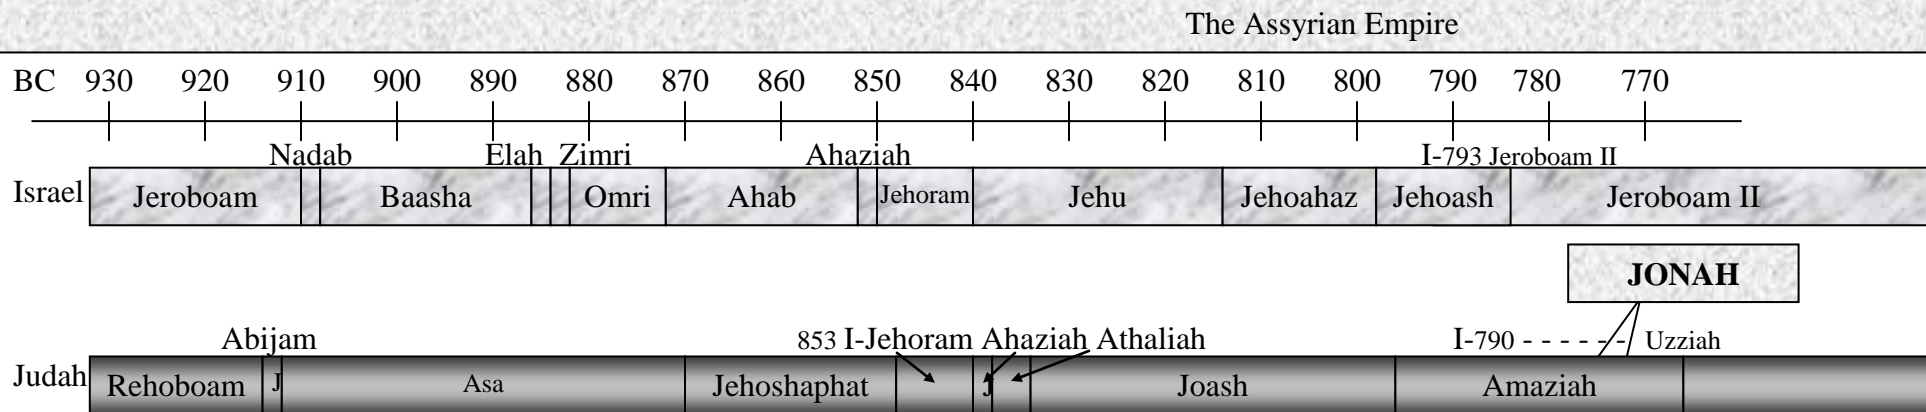 The Assyrian Empire
BC 930 920 910 900 890 880 870 860 850 840 830 820 810 800 790 780 770
Nadab Elah Zimri Ahaziah I-793 Jeroboam II
Israel Jeroboam Baasha Omri Ahab Jehoram Jehu Jehoahaz Jehoash Jeroboam II
JONAH
Abijam 853 I-Jehoram Ahaziah Athaliah I-790 - - - - - - Uzziah
Judah Rehoboam J Asa Jehoshaphat J Joash Amaziah